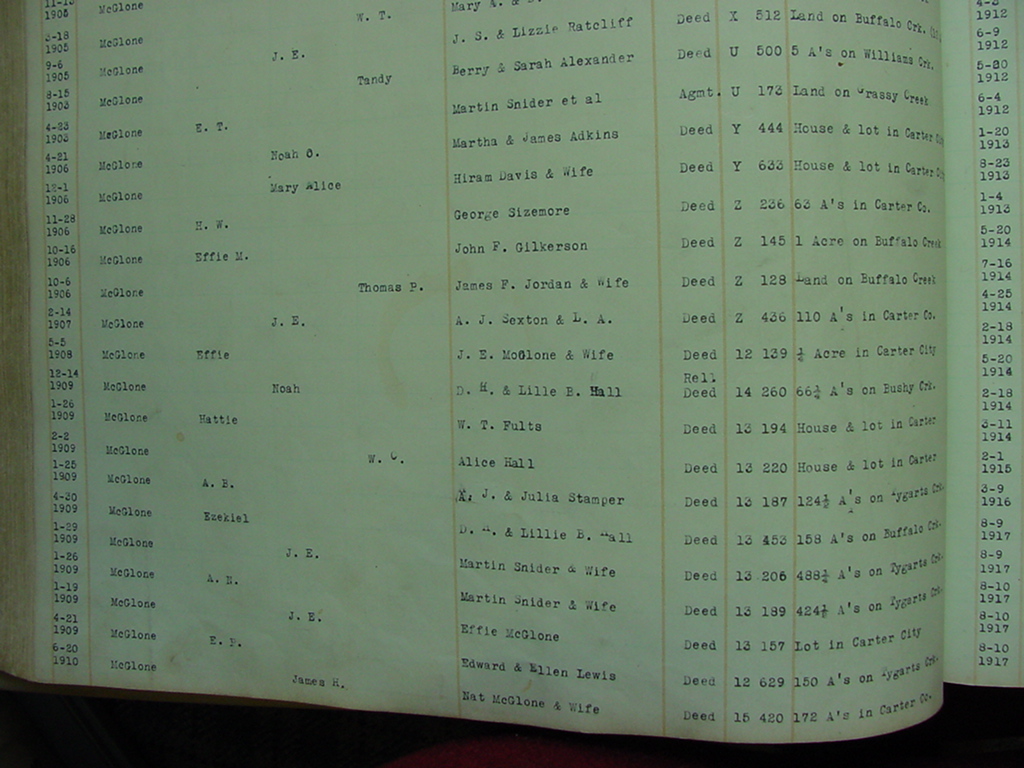 11-15 1905 McGlone
3-18 1905 McGlone W. T. Mary A. &
9-6 1905 McGlone J. E. J. S. & Lizzie Ratcliff Deed X 512 Land on Buffalo Crk.
8-15 1903 McGlone Tandy Berry & Sarah Alexander Deed U 500 5 A's on Williams Crk.
4-23 1903 McGlone E. T. Martin Snider et al Agmt. U 173 Land on Grassy Creek
4-21 1906 McGlone Noah O. Martha & James Adkins Deed Y 444 House & lot in Carter
12-1 1906 McGlone Mary Alice Hiram Davis & Wife Deed Y 633 House & lot in Carter
11-28 1906 McGlone H. W. George Sizemore Deed Z 236 63 A's in Carter Co.
10-16 1906 McGlone Effie M. John F. Gilkerson Deed Z 145 1 Acre on Buffalo Creek
10-6 1906 McGlone Thomas P. James F. Jordan & Wife Deed Z 128 Land on Buffalo Creek
2-14 1907 McGlone J. E. A. J. Sexton & L. A. Deed Z 436 110 A's in Carter Co.
5-5 1908 McGlone Effie J. E. McGlone & Wife Deed 12 139 ½ Acre in Carter City
12-14 1909 McGlone Noah D. H. & Lille B. Hall Rell Deed 14 260 66½ A's on Bushy Crk.
1-26 1909 McGlone Hattie W. T. Fults Deed 13 194 House & lot in Carter
2-2 1909 McGlone W. C. Alice Hall Deed 13 220 House & lot in Carter
1-25 1909 McGlone A. B. J. & Julia Stamper Deed 13 187 124½ A's on Tygarts Crk.
4-30 1909 McGlone Ezekiel D. H. & Lillie B. Hall Deed 13 453 158 A's on Buffalo Crk.
1-29 1909 McGlone J. E. Martin Snider & Wife Deed 13 206 488½ A's on Tygarts Crk.
1-26 1909 McGlone A. N. Martin Snider & Wife Deed 13 189 424½ A's on Tygarts Crk.
1-19 1909 McGlone J. E. Effie McGlone Deed 13 157 Lot in Carter City
4-21 1909 McGlone E. P. Edward & Ellen Lewis Deed 12 629 150 A's on Tygarts Crk.
6-20 1910 McGlone James H. Nat McGlone & Wife Deed 15 420 172 A's in Carter Co.
4-2 1912
6-9 1912
5-30 1912
6-4 1912
1-20 1913
8-23 1913
1-4 1913
5-20 1914
7-16 1914
4-25 1914
2-18 1914
5-20 1914
2-18 1914
3-11 1914
2-1 1915
3-9 1916
8-9 1917
8-9 1917
8-10 1917
8-10 1917
8-10 1917